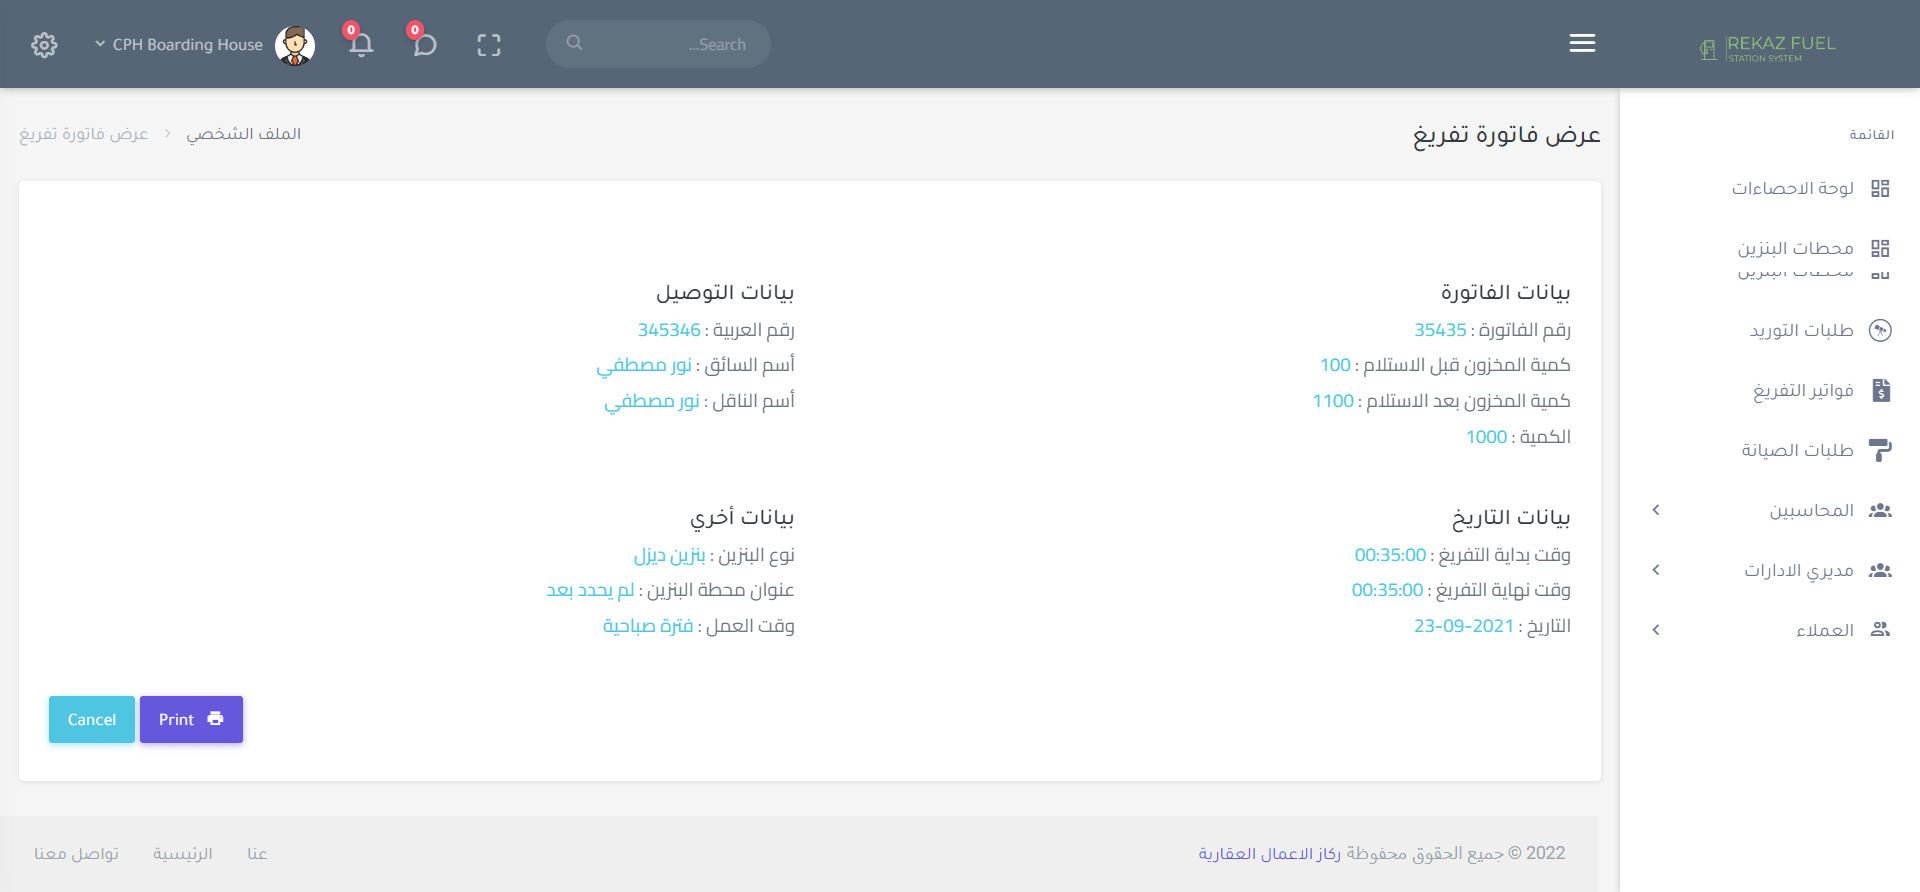 REKAZ FUEL
STATION SYSTEM
Search...
0
0
CPH Boarding House
القائمة
لوحة الاحصاءات
محطات البنزين
محطات البنزين
طلبات التوريد
فواتير التفريغ
طلبات الصيانة
المحاسبين
مديري الادارات
العملاء
عرض فاتورة تفريغ
الملف الشخصي
عرض فاتورة تفريغ
بيانات الفاتورة
رقم الفاتورة : 35435
كمية المخزون قبل الاستلام : 100
كمية المخزون بعد الاستلام : 1100
الكمية : 1000
بيانات التوصيل
رقم العربية : 345346
أسم السائق : نور مصطفي
أسم الناقل : نور مصطفي
بيانات التاريخ
وقت بداية التفريغ : 00:35:00
وقت نهاية التفريغ : 00:35:00
التاريخ : 2021-09-23
بيانات أخري
نوع البنزين : بنزين ديزل
عنوان محطة البنزين : لم يحدد بعد
وقت العمل : فترة صباحية
Print
Cancel
2022 © جميع الحقوق محفوظة ركاز الاعمال العقارية
عنا
الرئيسية
تواصل معنا